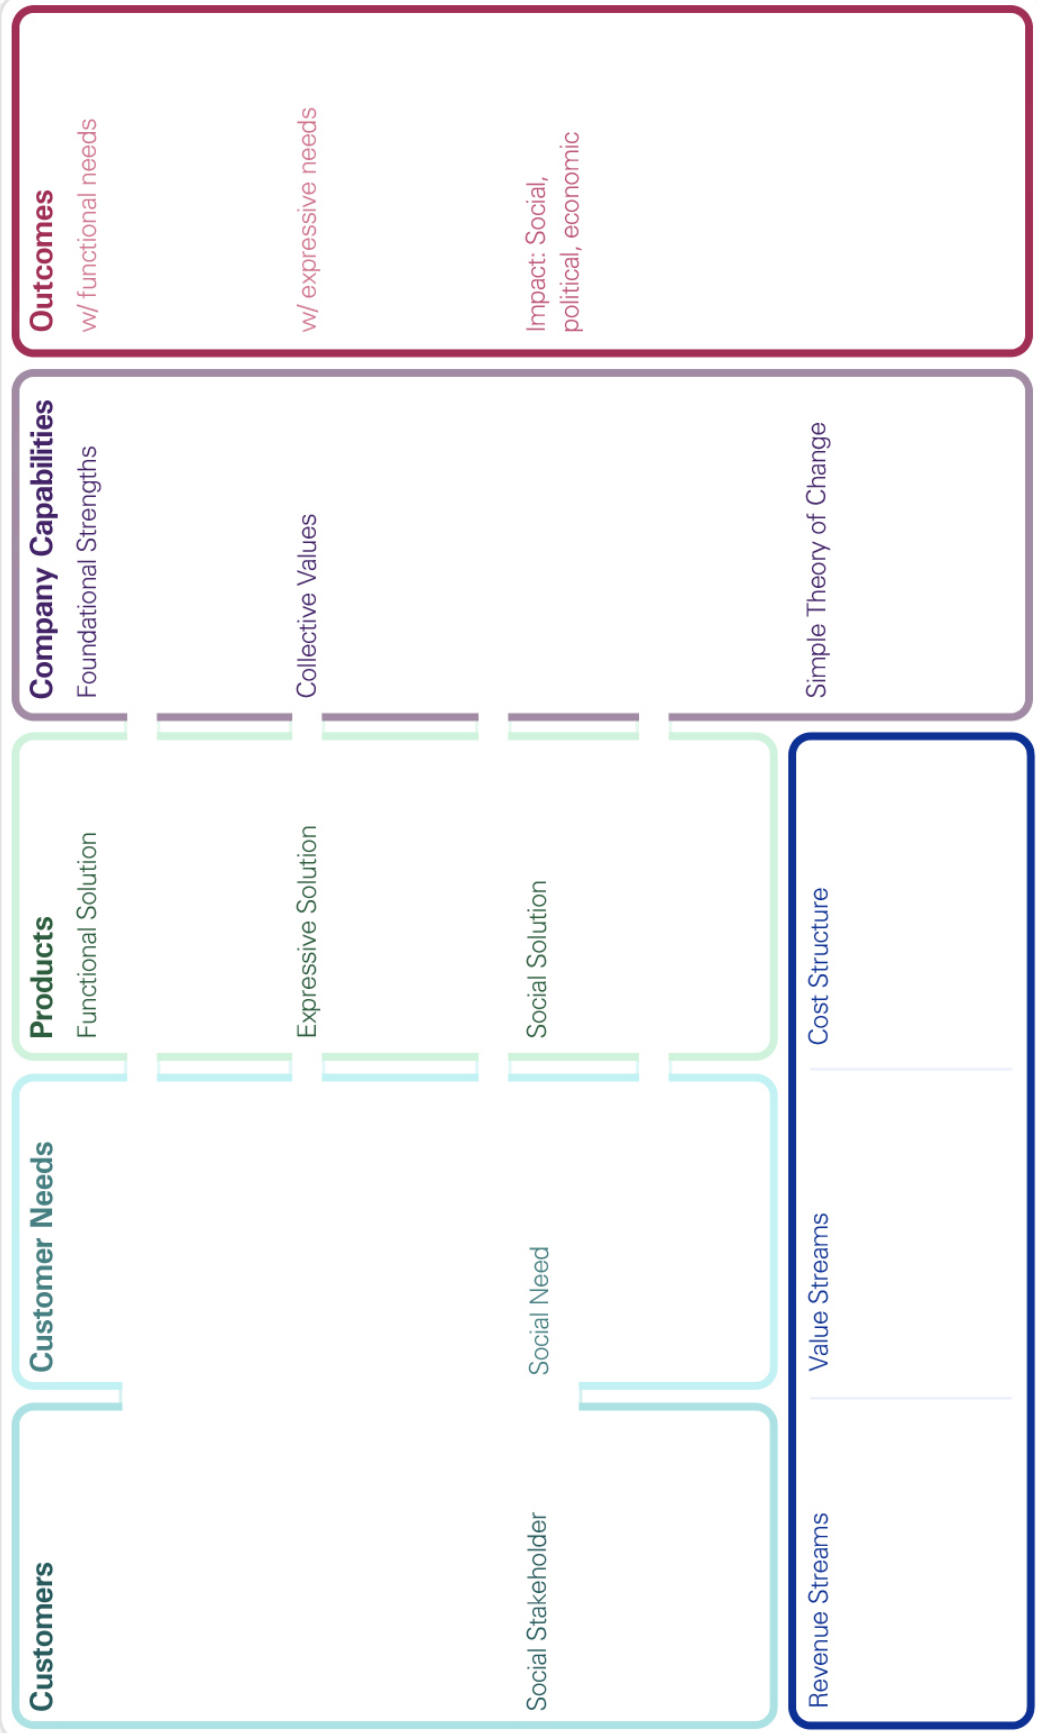 Customers
Social Stakeholder
Customer Needs
Social Need
Products
Functional Solution
Expressive Solution
Social Solution
Company Capabilities
Foundational Strengths
Collective Values
Simple Theory of Change
Outcomes
w/ functional needs
w/ expressive needs
Impact: Social,
political, economic
Revenue Streams
Value Streams
Cost Structure